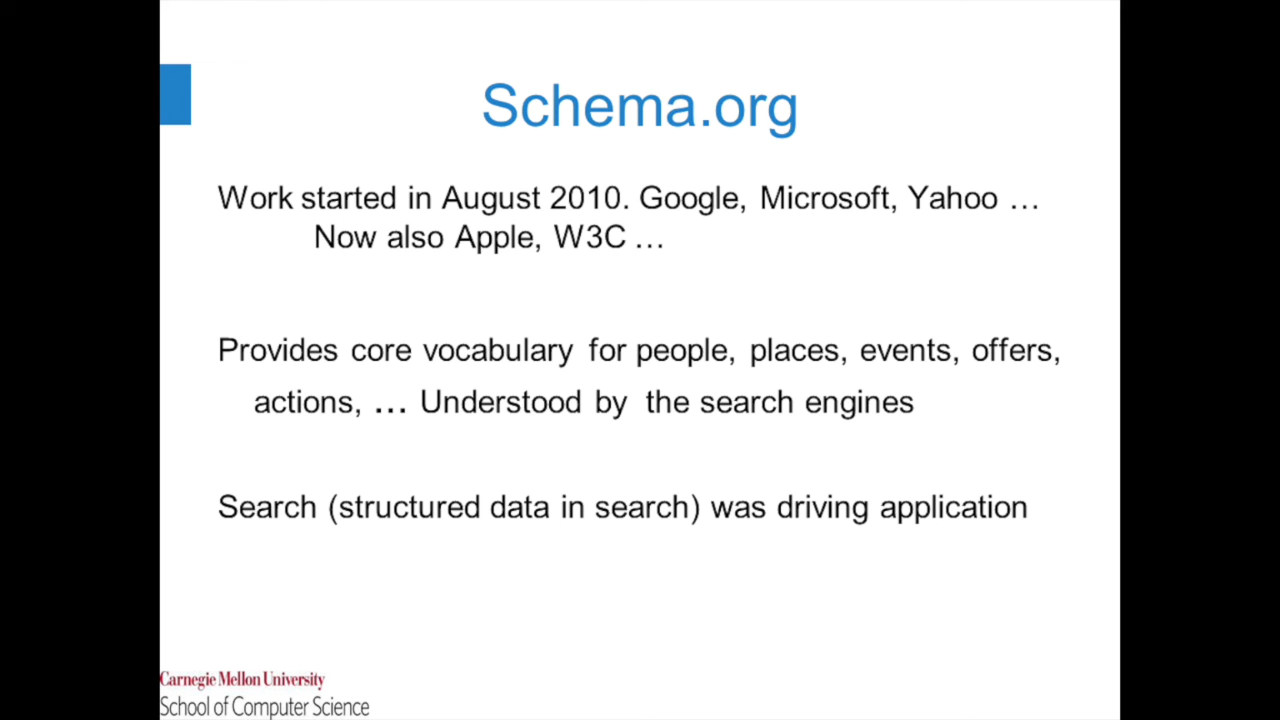 Schema.org
Work started in August 2010. Google, Microsoft, Yahoo …
Now also Apple, W3C …
Provides core vocabulary for people, places, events, offers,
actions, … Understood by the search engines
Search (structured data in search) was driving application
Carnegie Mellon University
School of Computer Science